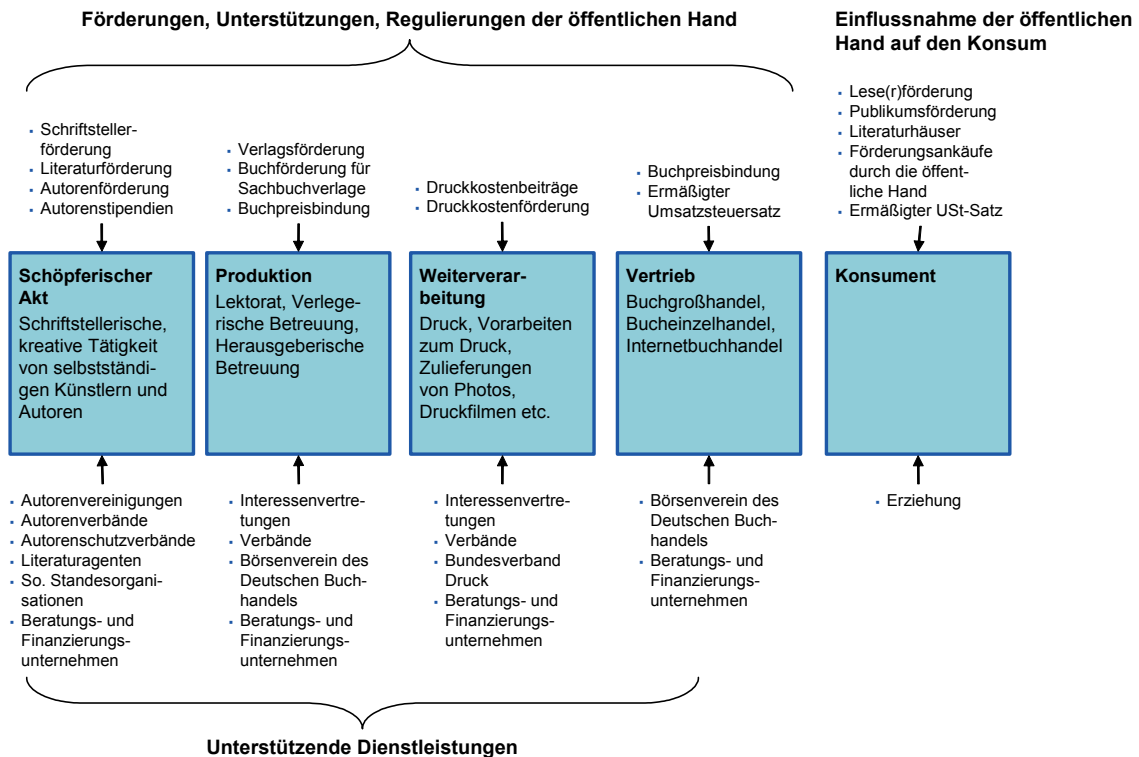 Förderungen, Unterstützungen, Regulierungen der öffentlichen Hand
Einflussnahme der öffentlichen
Hand auf den Konsum
Schriftsteller-
förderung
Literaturförderung
Autorenförderung
Autorenstipendien
Verlagsförderung
Buchförderung für
Sachbuchverlage
Buchpreisbindung
Druckkostenbeiträge
Druckkostenförderung
Buchpreisbindung
Ermäßigter
Umsatzsteuersatz
Lese(r)förderung
Publikumsförderung
Literaturhäuser
Förderungsankäufe
durch die öffent-
liche Hand
Ermäßigter USt-Satz
Schöpferischer
Akt
Schriftstellerische,
kreative Tätigkeit
von selbstständi-
gen Künstlern und
Autoren
Produktion
Lektorat, Verlege-
rische Betreuung,
Herausgeberische
Betreuung
Weiterverar-
beitung
Druck, Vorarbeiten
zum Druck,
Zulieferungen
von Photos,
Druckfilmen etc.
Vertrieb
Buchgroßhandel,
Bucheinzelhandel,
Internetbuchhandel
Konsument
Autorenvereinigungen
Autorenverbände
Autorenschutzverbände
Literaturagenten
So. Standesorgani-
sationen
Beratungs- und
Finanzierungs-
unternehmen
Interessenvertre-
tungen
Verbände
Börsenverein des
Deutschen Buch-
handels
Beratungs- und
Finanzierungs-
unternehmen
Interessenvertre-
tungen
Verbände
Bundesverband
Druck
Beratungs- und
Finanzierungs-
unternehmen
Börsenverein des
Deutschen Buch-
handels
Beratungs- und
Finanzierungs-
unternehmen
Erziehung
Unterstützende Dienstleistungen